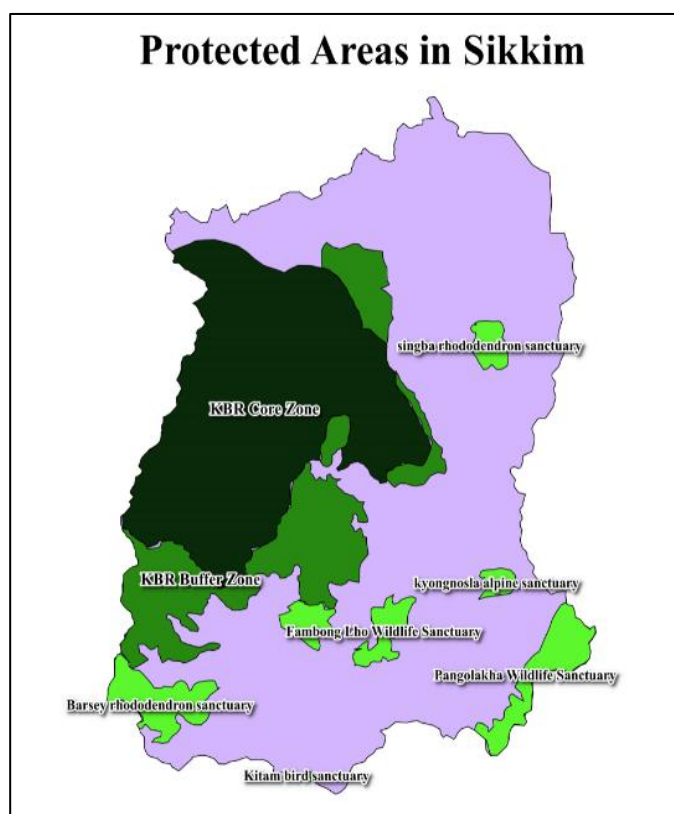 Protected Areas in Sikkim
singba rhododendron sanctuary
KBR Core Zone
KBR Buffer Zone
kyongnosla alpine sanctuary
Fambong Lho Wildlife Sanctuary
Pangolakha Wildlife Sanctuary
Barsey rhododendron sanctuary
Kitam bird sanctuary